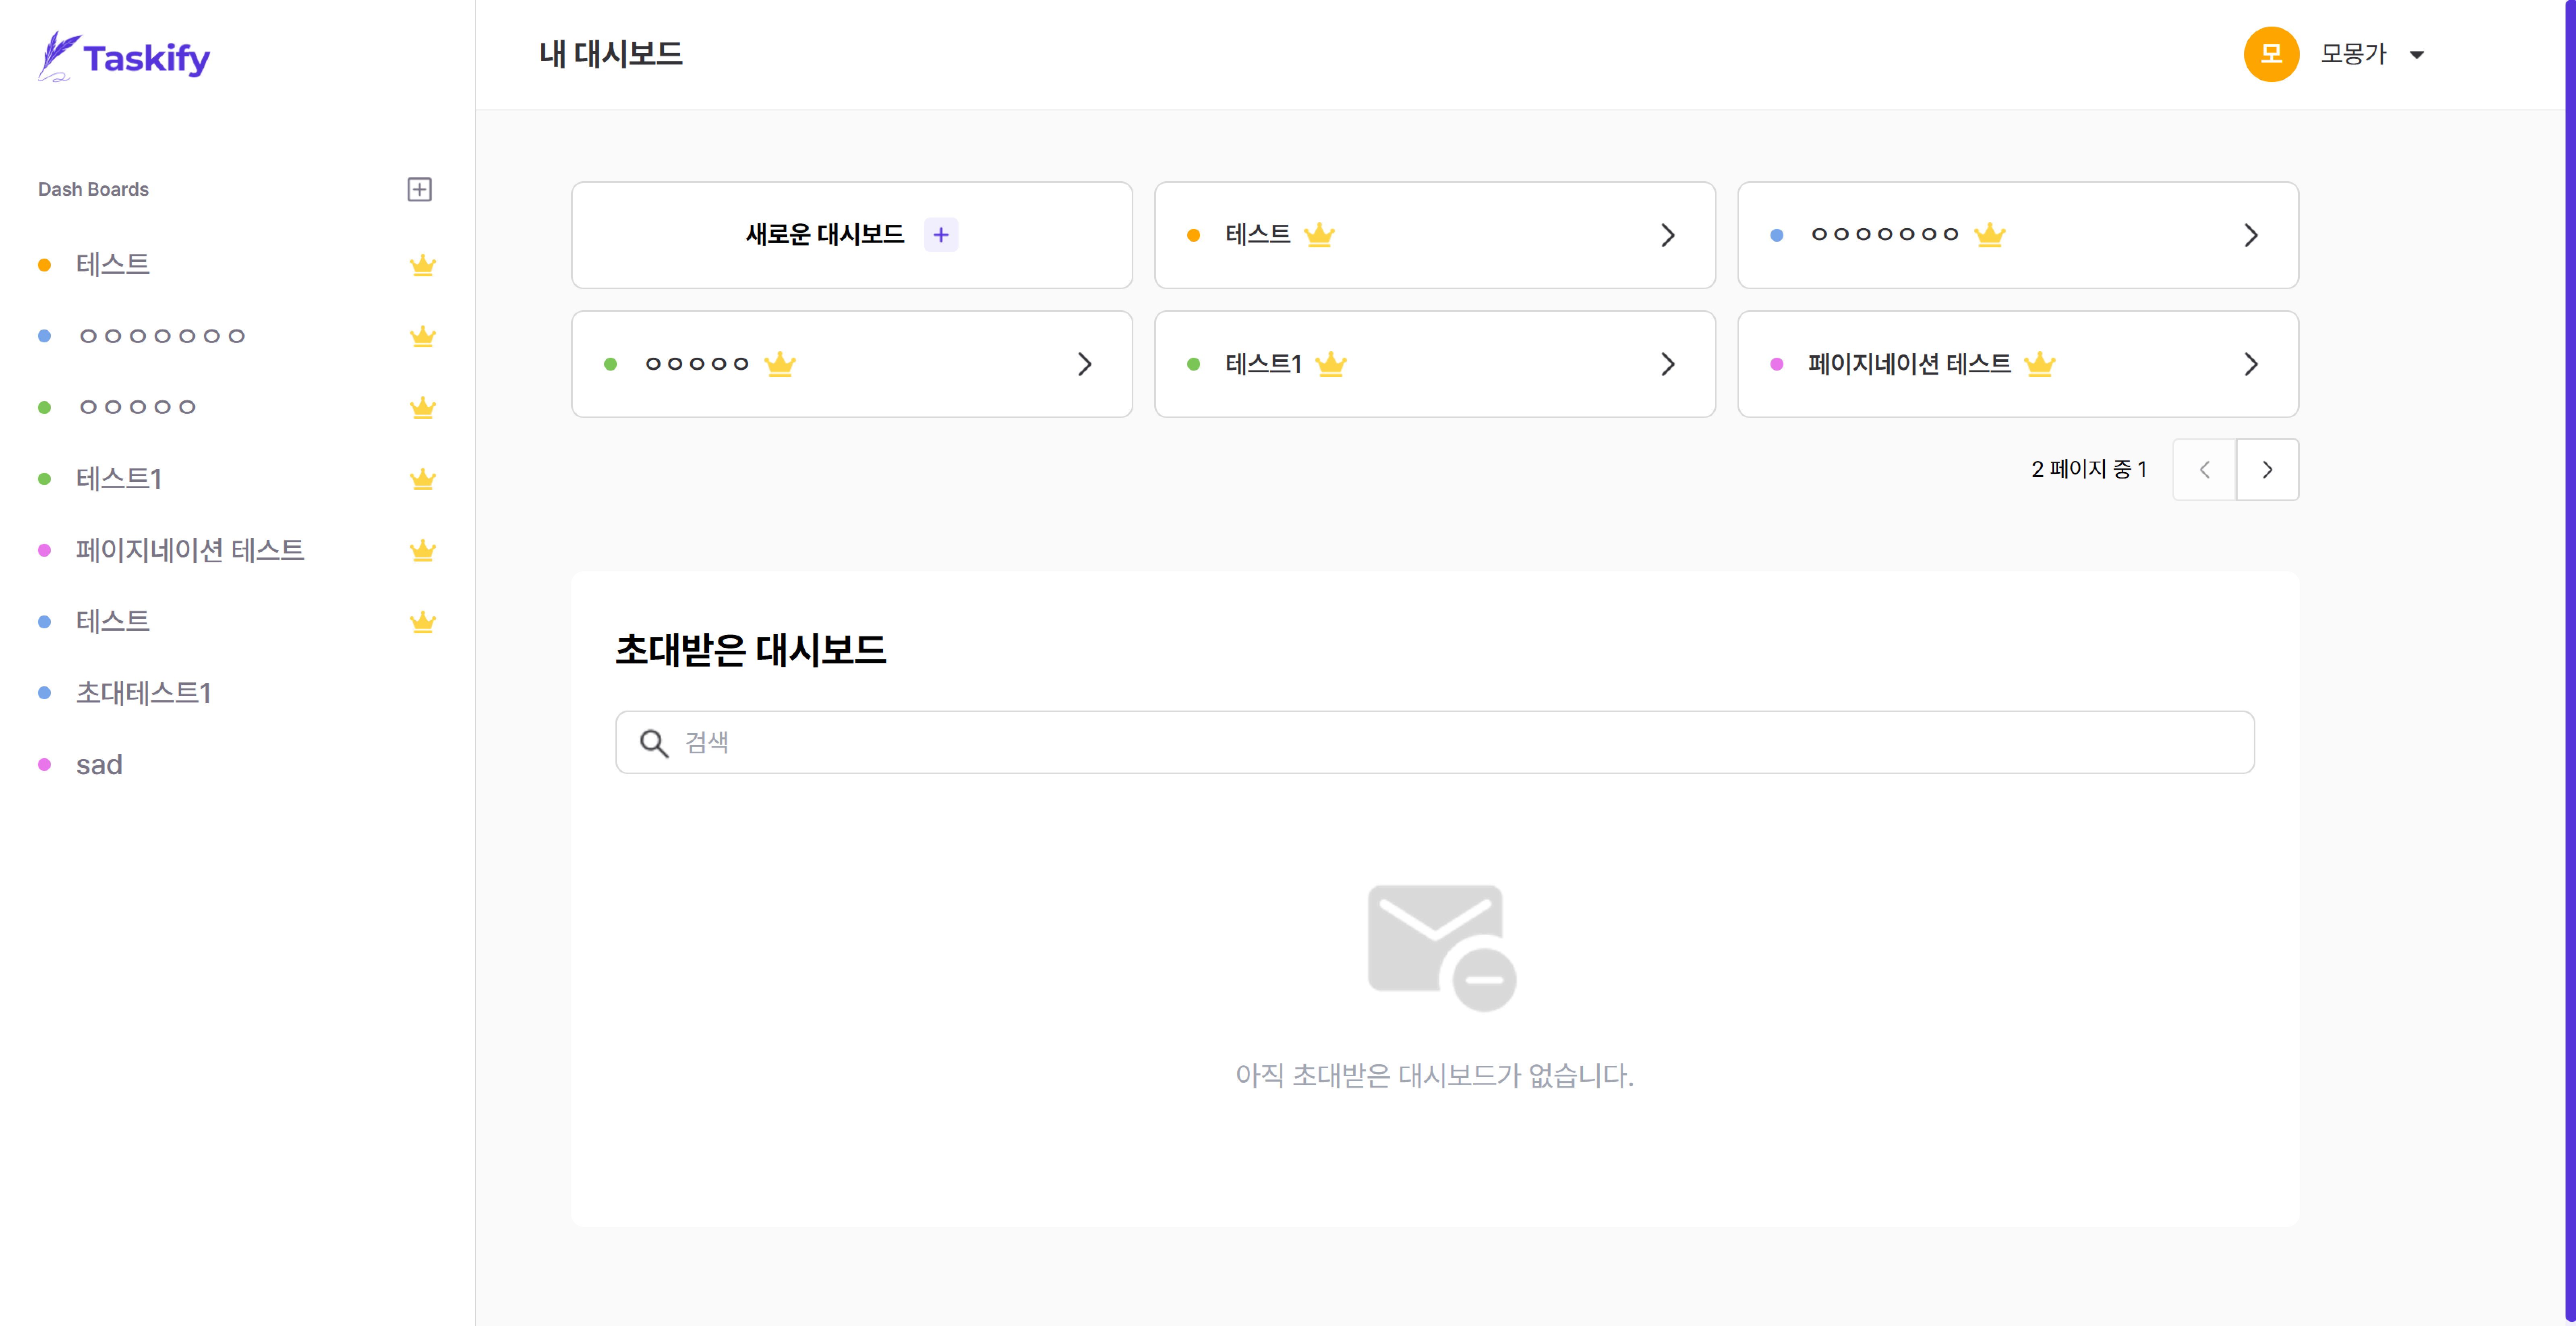 Taskify
Dash Boards
테스트
ㅇㅇㅇㅇㅇㅇㅇ
ㅇㅇㅇㅇㅇ
테스트1
페이지네이션 테스트
테스트
초대테스트1
sad
내 대시보드
모 모몽가
새로운 대시보드 +
테스트
ㅇㅇㅇㅇㅇㅇㅇ
ㅇㅇㅇㅇㅇ
테스트1
페이지네이션 테스트
2 페이지 중 1
초대받은 대시보드
검색
아직 초대받은 대시보드가 없습니다.